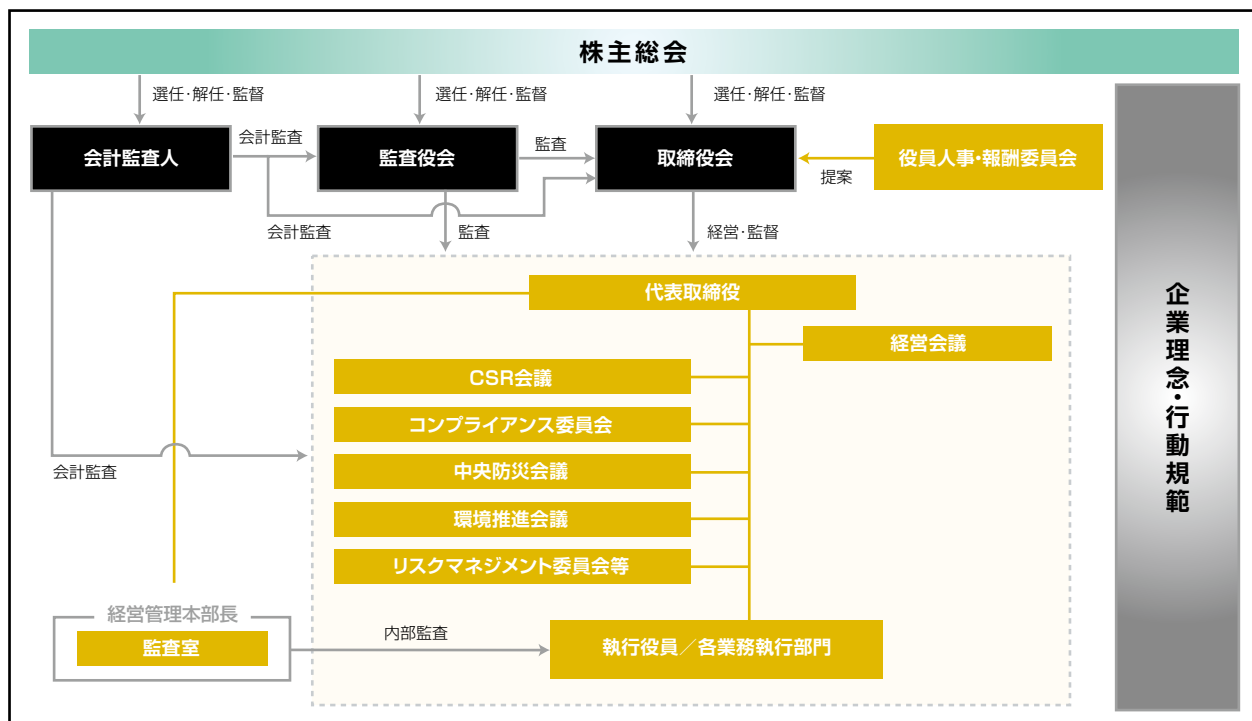 株主総会
選任・解任・監督
選任・解任・監督
選任・解任・監督
会計監査人
会計監査
監査役会
監査
取締役会
提案
役員人事・報酬委員会
会計監査
監査
経営・監督
企業理念・行動規範
代表取締役
経営会議
CSR会議
コンプライアンス委員会
会計監査
中央防災会議
環境推進会議
リスクマネジメント委員会等
経営管理本部長
監査室
内部監査
執行役員／各業務執行部門